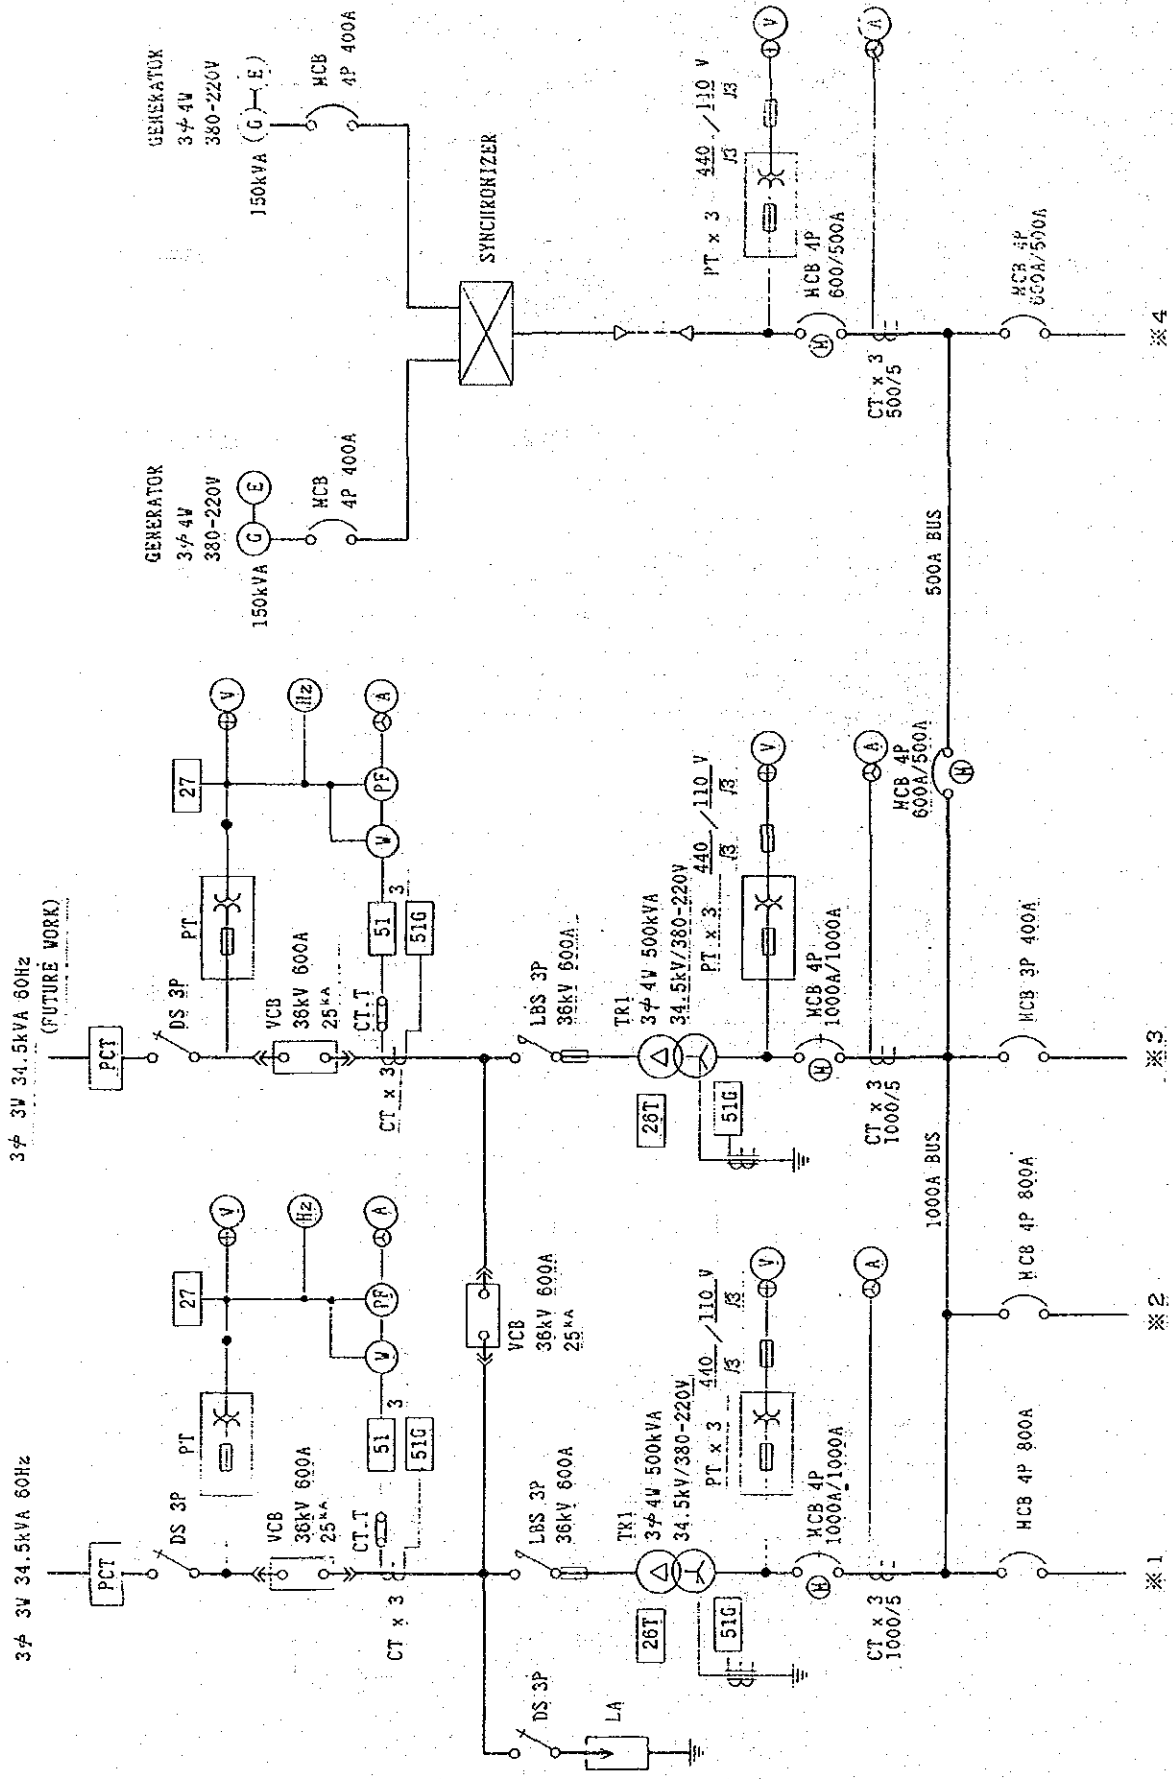 3φ 3W 34.5kVA 60Hz
PCT
DS 3P
PT
27
V
Hz
VCB
36kV 600A
25kA
CT-T
CT x 3
51
3
51G
W
PF
A
DS 3P
LA
LBS 3P
36kV 600A
TR1
3φ 4W 500kVA
34.5kV/380-220V
26T
51G
PT x 3
440/√3 / 110/√3 V
V
MCB 4P
1000A/1000A
M
CT x 3
1000/5
A
MCB 4P 800A
※1
VCB
36kV 600A
25kA
1000A BUS
MCB 4P 800A
※2
3φ 3W 34.5kVA 60Hz
(FUTURE WORK)
PCT
DS 3P
PT
27
V
Hz
VCB
36kV 600A
25kA
CT-T
CT x 3
51
3
51G
W
PF
A
LBS 3P
36kV 600A
TR1
3φ 4W 500kVA
34.5kV/380-220V
26T
51G
PT x 3
440/√3 / 110/√3 V
V
MCB 4P
1000A/1000A
M
CT x 3
1000/5
A
MCB 3P 400A
※3
MCB 4P
600A/500A
M
500A BUS
GENERATOR
3φ 4W
380-220V
150kVA
G
E
MCB
4P 400A
GENERATOR
3φ 4W
380-220V
150kVA
G
E
MCB
4P 400A
SYNCHRONIZER
PT x 3
440/√3 / 110/√3 V
V
MCB 4P
600/500A
M
CT x 3
500/5
A
MCB 4P
600A/500A
※4